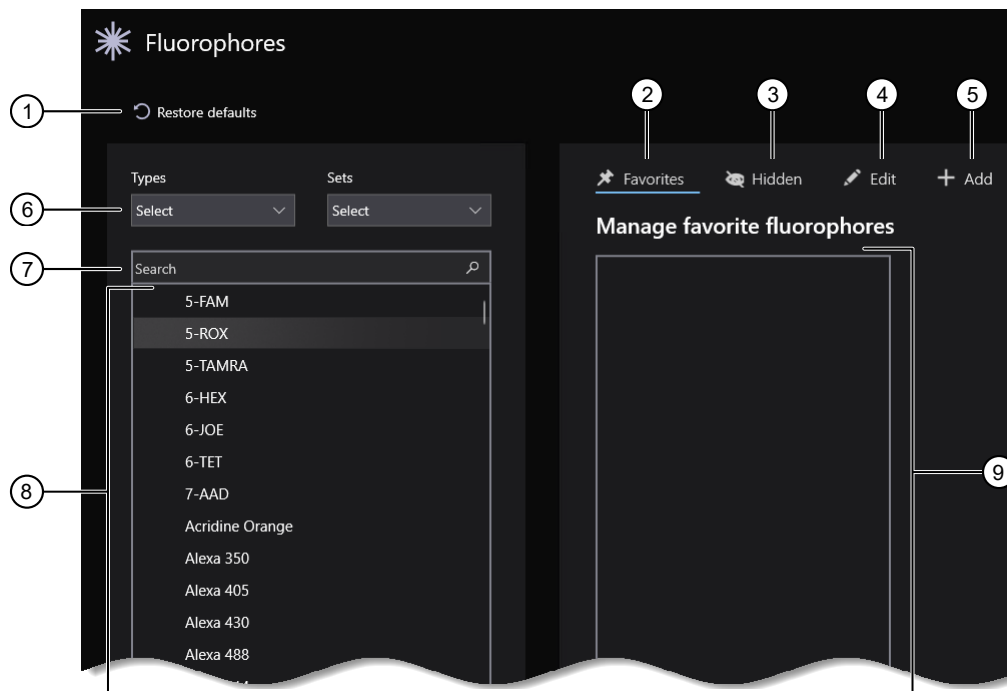 Fluorophores
1 Restore defaults
2 3 4 5
Types Sets
Favorites Hidden Edit Add
6 Select Select
Manage favorite fluorophores
7 Search
5-FAM
5-ROX
5-TAMRA
6-HEX
6-JOE
6-TET
9
7-AAD
8
Acridine Orange
Alexa 350
Alexa 405
Alexa 430
Alexa 488